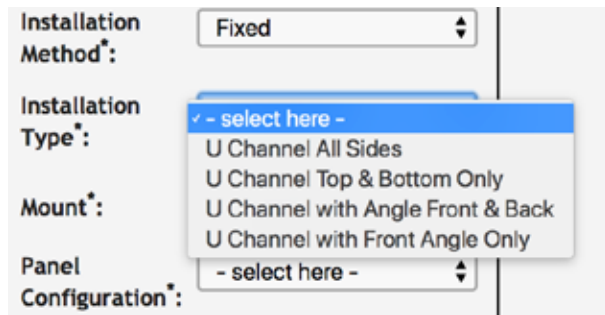 Installation
Method*:
Fixed
Installation
Type*:
- select here -
U Channel All Sides
U Channel Top & Bottom Only
U Channel with Angle Front & Back
U Channel with Front Angle Only
Mount*:
Panel
Configuration*:
- select here -